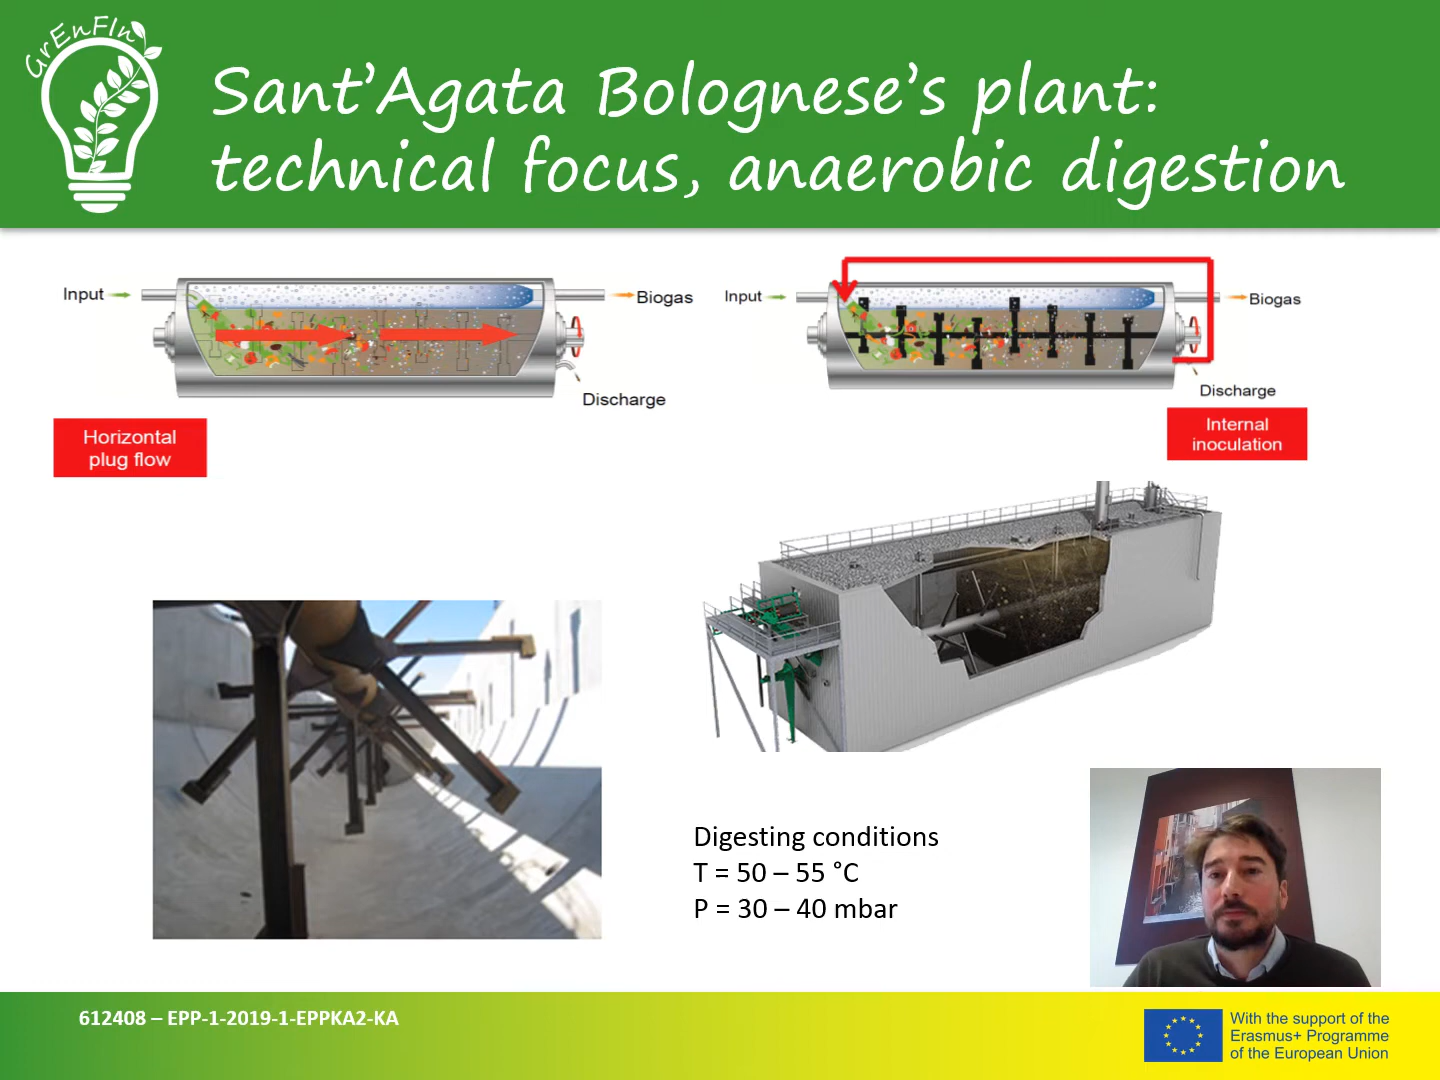 GrEnFIn
Sant’Agata Bolognese’s plant:
technical focus, anaerobic digestion
Input
Biogas
Discharge
Horizontal
plug flow
Input
Biogas
Discharge
Internal
inoculation
Digesting conditions
T = 50 – 55 °C
P = 30 – 40 mbar
612408 – EPP-1-2019-1-EPPKA2-KA
With the support of the
Erasmus+ Programme
of the European Union